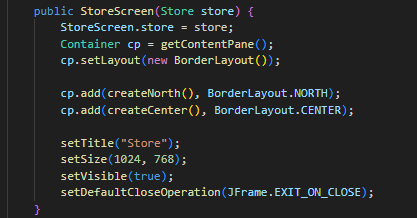 public StoreScreen(Store store) {
StoreScreen.store = store;
Container cp = getContentPane();
cp.setLayout(new BorderLayout());
cp.add(createNorth(), BorderLayout.NORTH);
cp.add(createCenter(), BorderLayout.CENTER);
setTitle("Store");
setSize(1024, 768);
setVisible(true);
setDefaultCloseOperation(JFrame.EXIT_ON_CLOSE);
}